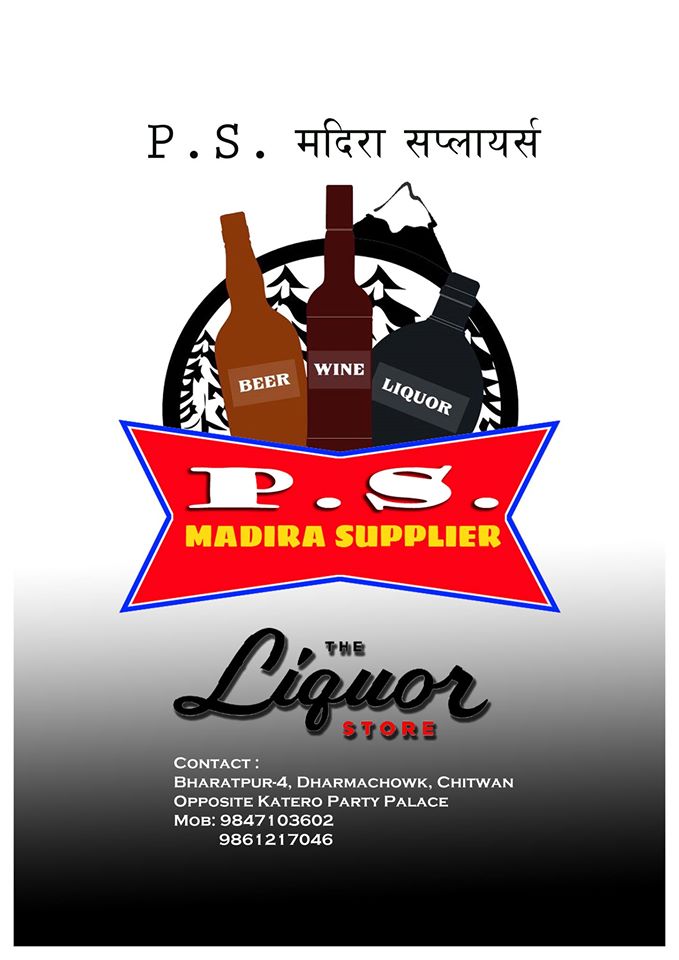 P.S. मदिरा सप्लायर्स
BEER
WINE
LIQUOR
P.S.
MADIRA SUPPLIER
THE
Liquor
STORE
CONTACT :
BHARATPUR-4, DHARMACHOWK, CHITWAN
OPPOSITE KATERO PARTY PALACE
MOB: 9847103602
9861217046